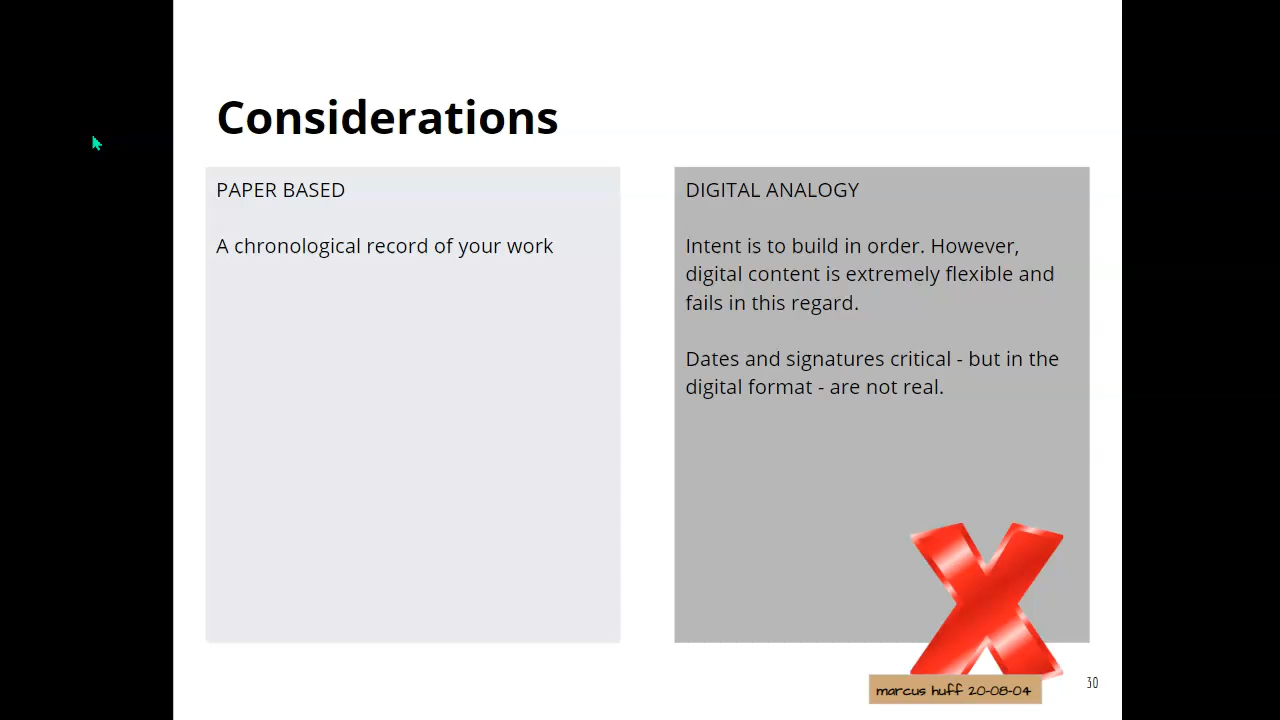 Considerations
PAPER BASED
A chronological record of your work
DIGITAL ANALOGY
Intent is to build in order. However,
digital content is extremely flexible and
fails in this regard.
Dates and signatures critical - but in the
digital format - are not real.
marcus huff 20-08-04
30